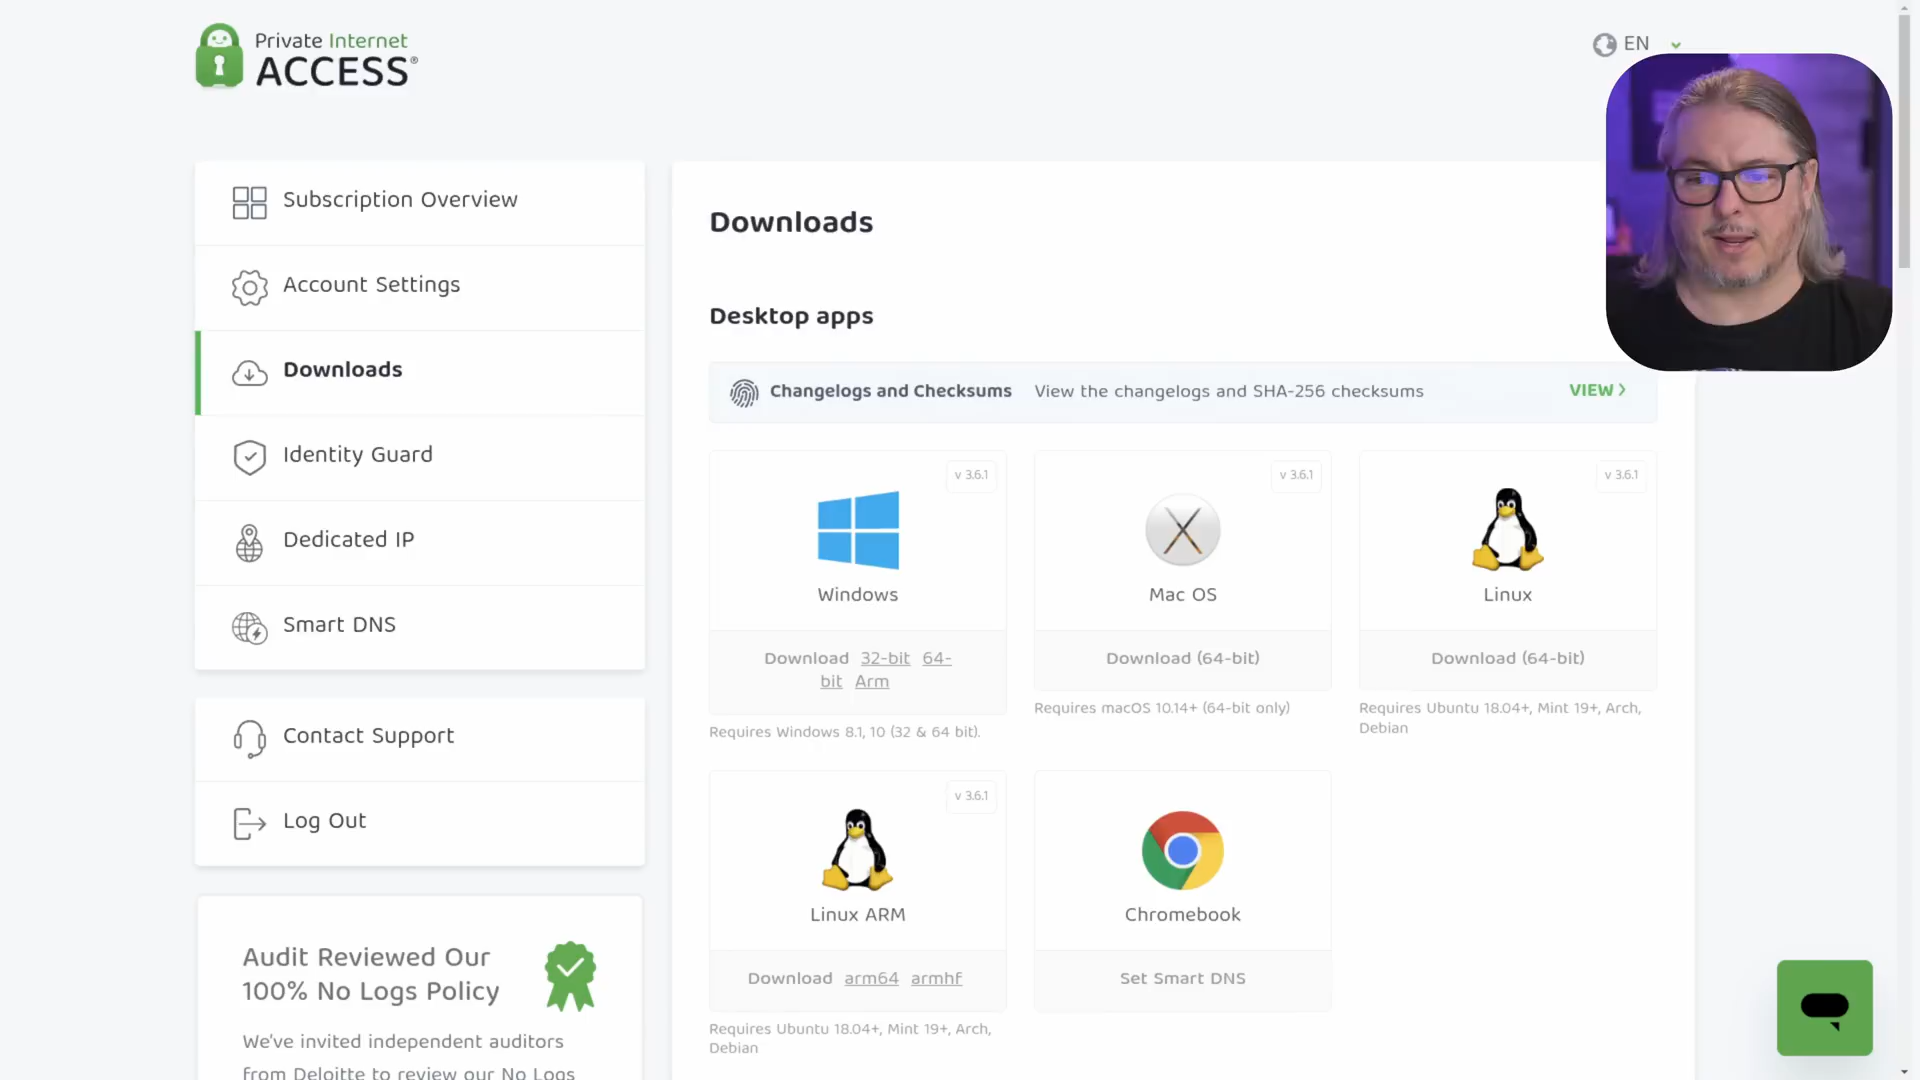 Private Internet
ACCESS®
EN
Subscription Overview
Account Settings
Downloads
Identity Guard
Dedicated IP
Smart DNS
Contact Support
Log Out
Audit Reviewed Our
100% No Logs Policy
We've invited independent auditors
from Deloitte to review our No Logs
Downloads
Desktop apps
Changelogs and Checksums View the changelogs and SHA-256 checksums VIEW >
v 3.6.1
Windows
Download 32-bit 64-
bit Arm
Requires Windows 8.1, 10 (32 & 64 bit).
v 3.6.1
Mac OS
Download (64-bit)
Requires macOS 10.14+ (64-bit only)
v 3.6.1
Linux
Download (64-bit)
Requires Ubuntu 18.04+, Mint 19+, Arch,
Debian
v 3.6.1
Linux ARM
Download arm64 armhf
Requires Ubuntu 18.04+, Mint 19+, Arch,
Debian
Chromebook
Set Smart DNS